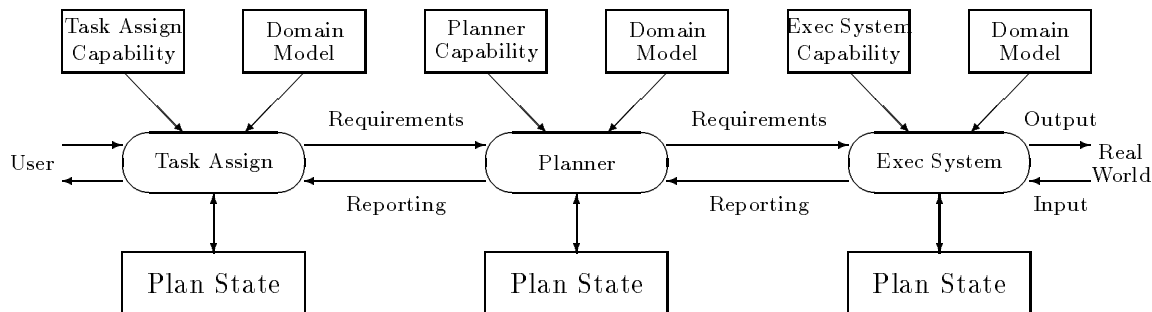 Task Assign
Capability
Domain
Model
Planner
Capability
Domain
Model
Exec System
Capability
Domain
Model
Requirements
Requirements
Output
User
Task Assign
Planner
Exec System
Real
World
Reporting
Reporting
Input
Plan State
Plan State
Plan State